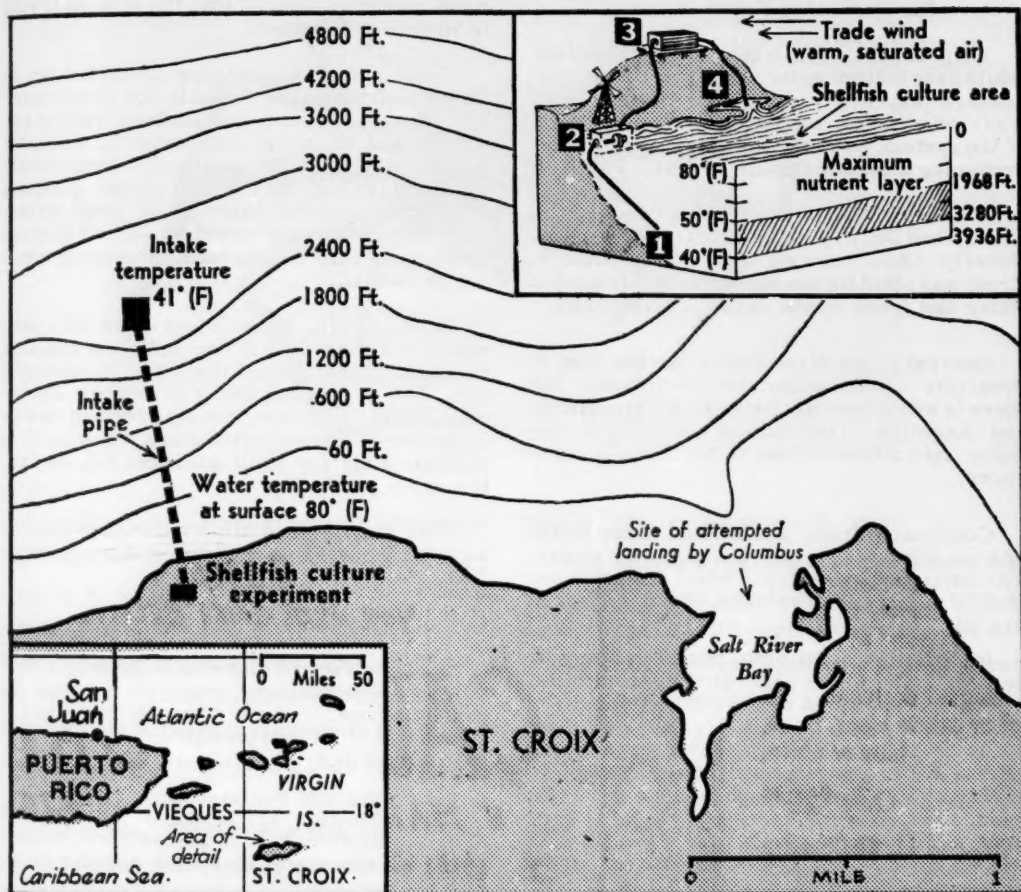 4800 Ft.
4200 Ft.
3600 Ft.
3000 Ft.
2400 Ft.
1800 Ft.
1200 Ft.
600 Ft.
60 Ft.
Intake
temperature
41° (F)
Intake
pipe
Water temperature
at surface 80° (F)
Shellfish culture
experiment
3
Trade wind
(warm, saturated air)
4
Shellfish culture area
2
0
80°(F)
Maximum
nutrient layer
1968Ft.
50°(F)
3280Ft.
1
40°(F)
3936Ft.
Site of attempted
landing by Columbus
Salt River
Bay
ST. CROIX
0 MILE 1
0 Miles 50
San
Juan
Atlantic Ocean
PUERTO
RICO
VIRGIN
IS.
VIEQUES
18°
Area of
detail
Caribbean Sea
ST. CROIX